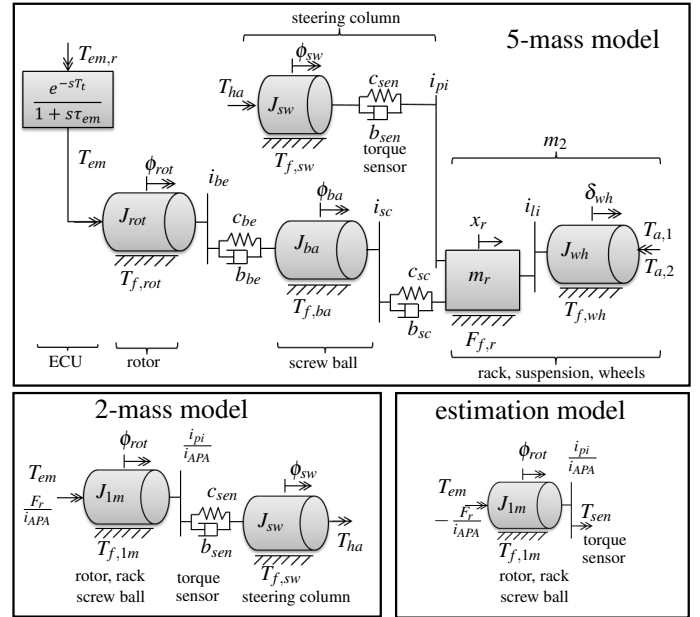 steering column
5-mass model
T_{em,r}
\frac{e^{-sT_t}}{1 + sτ_{em}}
T_{em}
ϕ_{sw}
T_{ha}
J_{sw}
T_{f,sw}
c_{sen}
b_{sen}
torque
sensor
i_{pi}
m_2
ϕ_{rot}
J_{rot}
T_{f,rot}
i_{be}
c_{be}
b_{be}
ϕ_{ba}
J_{ba}
T_{f,ba}
i_{sc}
c_{sc}
b_{sc}
x_r
m_r
F_{f,r}
i_{li}
δ_{wh}
J_{wh}
T_{f,wh}
T_{a,1}
T_{a,2}
ECU
rotor
screw ball
rack, suspension, wheels
2-mass model
ϕ_{rot}
\frac{i_{pi}}{i_{APA}}
T_{em}
\frac{F_r}{i_{APA}}
J_{1m}
T_{f,1m}
c_{sen}
b_{sen}
ϕ_{sw}
J_{sw}
T_{f,sw}
T_{ha}
rotor, rack
screw ball
torque
sensor
steering column
estimation model
ϕ_{rot}
\frac{i_{pi}}{i_{APA}}
T_{em}
−\frac{F_r}{i_{APA}}
J_{1m}
T_{f,1m}
T_{sen}
torque
sensor
rotor, rack
screw ball